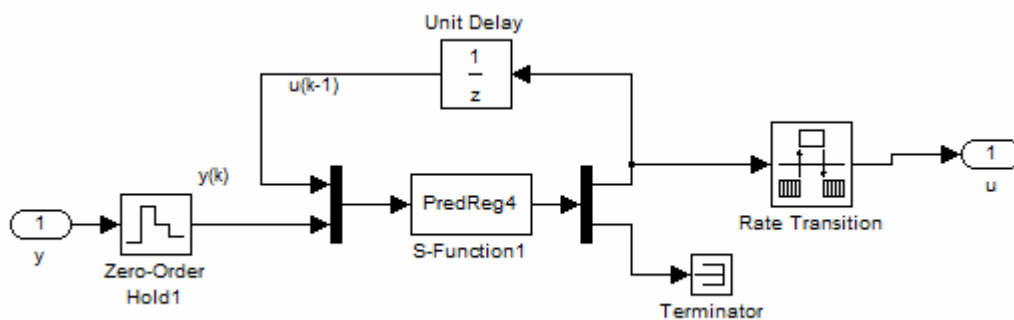 Unit Delay
1
z
u(k-1)
y(k)
1
y
Zero-Order
Hold1
PredReg4
S-Function1
Terminator
Rate Transition
1
u